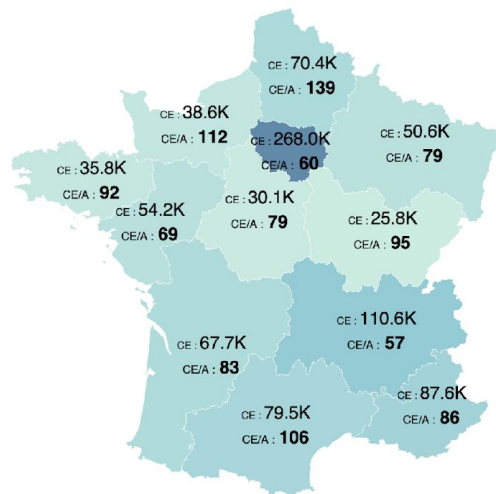 CE : 70.4K
CE/A : 139
CE : 38.6K
CE/A : 112
CE : 268.0K
CE/A : 60
CE : 50.6K
CE/A : 79
CE : 35.8K
CE/A : 92
CE : 54.2K
CE/A : 69
CE : 30.1K
CE/A : 79
CE : 25.8K
CE/A : 95
CE : 110.6K
CE/A : 57
CE : 67.7K
CE/A : 83
CE : 87.6K
CE/A : 86
CE : 79.5K
CE/A : 106